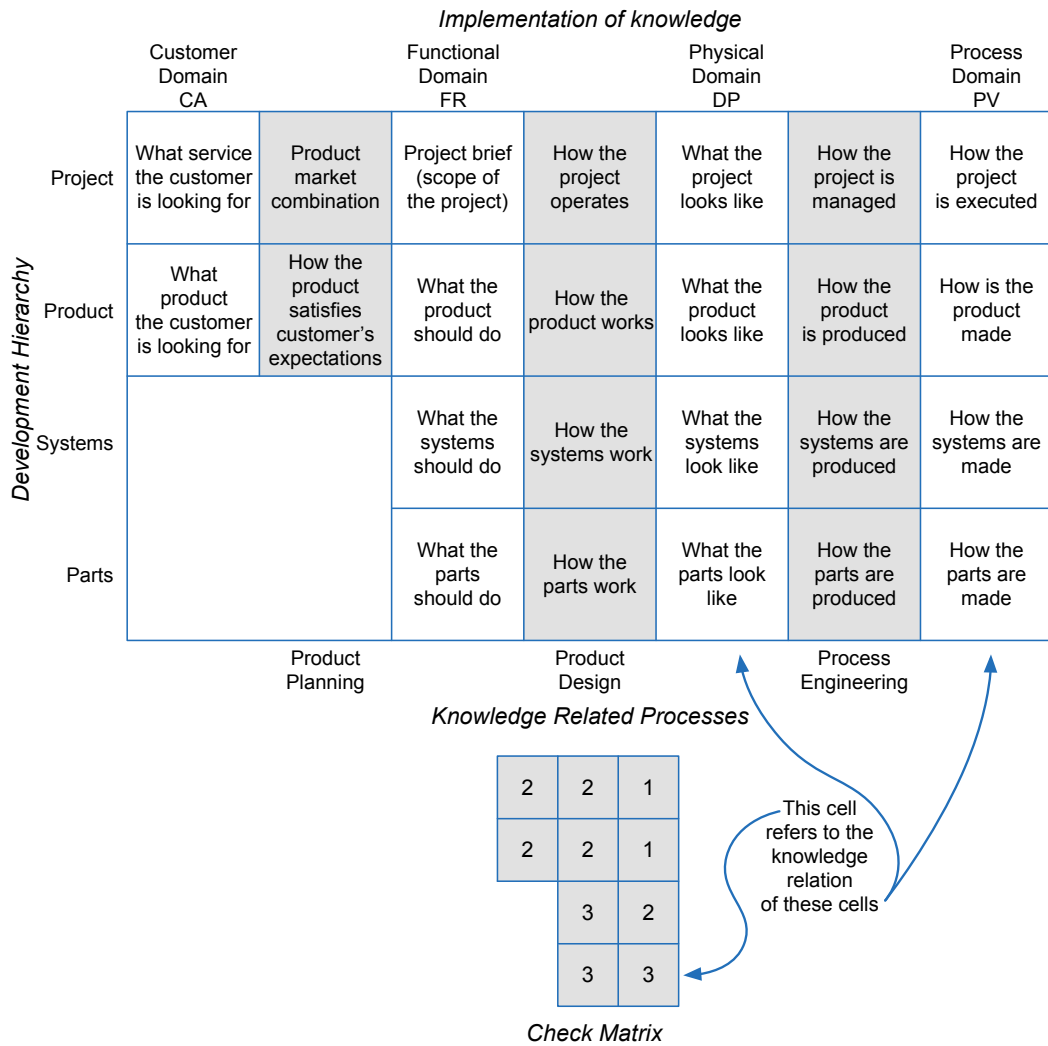 Implementation of knowledge
Customer
Domain
CA
Functional
Domain
FR
Physical
Domain
DP
Process
Domain
PV
Development Hierarchy
Project
What service
the customer
is looking for
Product
market
combination
Project brief
(scope of
the project)
How the
project
operates
What the
project
looks like
How the
project is
managed
How the
project
is executed
Product
What
product
the customer
is looking for
How the
product
satisfies
customer’s
expectations
What the
product
should do
How the
product works
What the
product
looks like
How the
product
is produced
How is the
product
made
Systems
What the
systems
should do
How the
systems work
What the
systems
look like
How the
systems are
produced
How the
systems are
made
Parts
What the
parts
should do
How the
parts work
What the
parts look
like
How the
parts are
produced
How the
parts are
made
Product
Planning
Product
Design
Process
Engineering
Knowledge Related Processes
2 2 1
2 2 1
3 2
3 3
This cell
refers to the
knowledge
relation
of these cells
Check Matrix